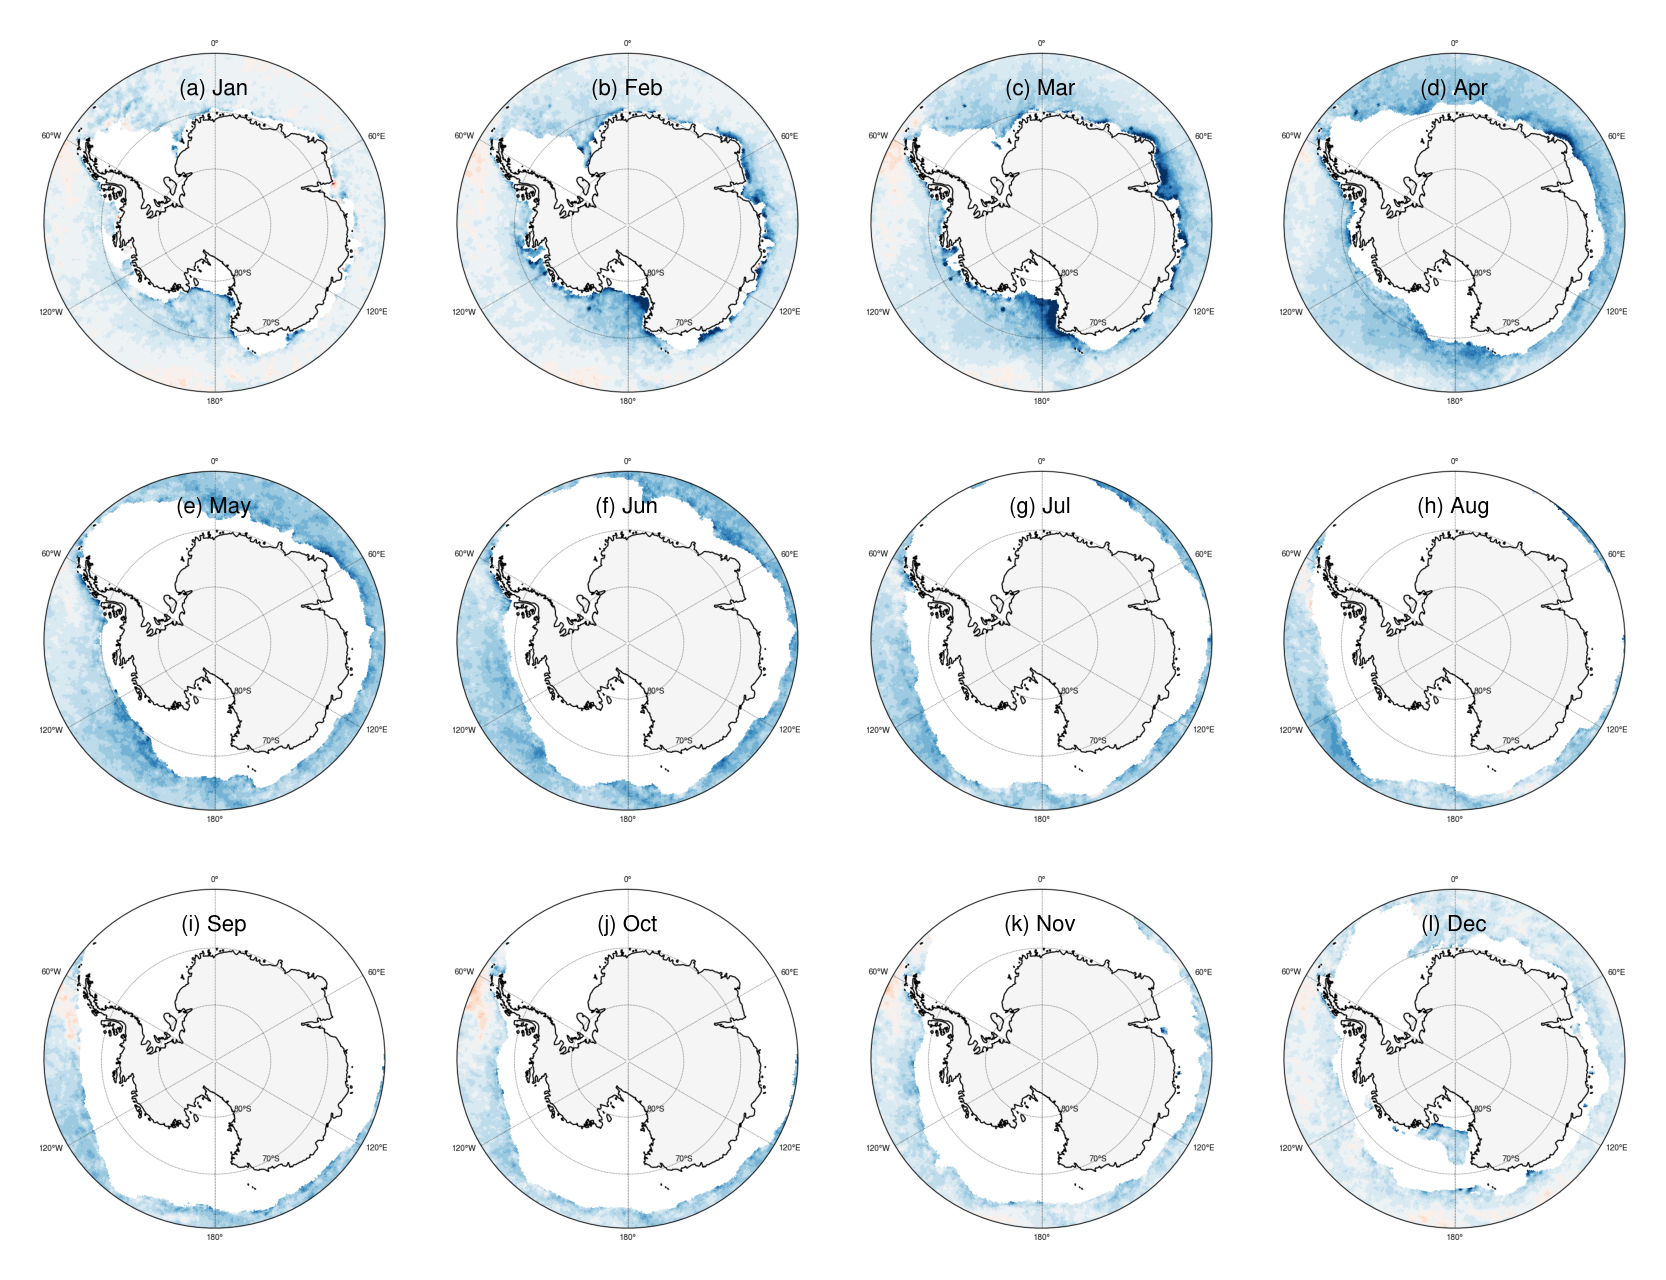 0° 0° 0° 0°
(a) Jan (b) Feb (c) Mar (d) Apr
60°W 60°E 60°W 60°E 60°W 60°E 60°W 60°E
80°S 80°S 80°S 80°S
120°W 70°S 120°E 120°W 70°S 120°E 120°W 70°S 120°E 120°W 70°S 120°E
180° 180° 180° 180°
0° 0° 0° 0°
(e) May (f) Jun (g) Jul (h) Aug
60°W 60°E 60°W 60°E 60°W 60°E 60°W 60°E
80°S 80°S 80°S 80°S
120°W 70°S 120°E 120°W 70°S 120°E 120°W 70°S 120°E 120°W 70°S 120°E
180° 180° 180° 180°
0° 0° 0° 0°
(i) Sep (j) Oct (k) Nov (l) Dec
60°W 60°E 60°W 60°E 60°W 60°E 60°W 60°E
80°S 80°S 80°S 80°S
120°W 70°S 120°E 120°W 70°S 120°E 120°W 70°S 120°E 120°W 70°S 120°E
180° 180° 180° 180°